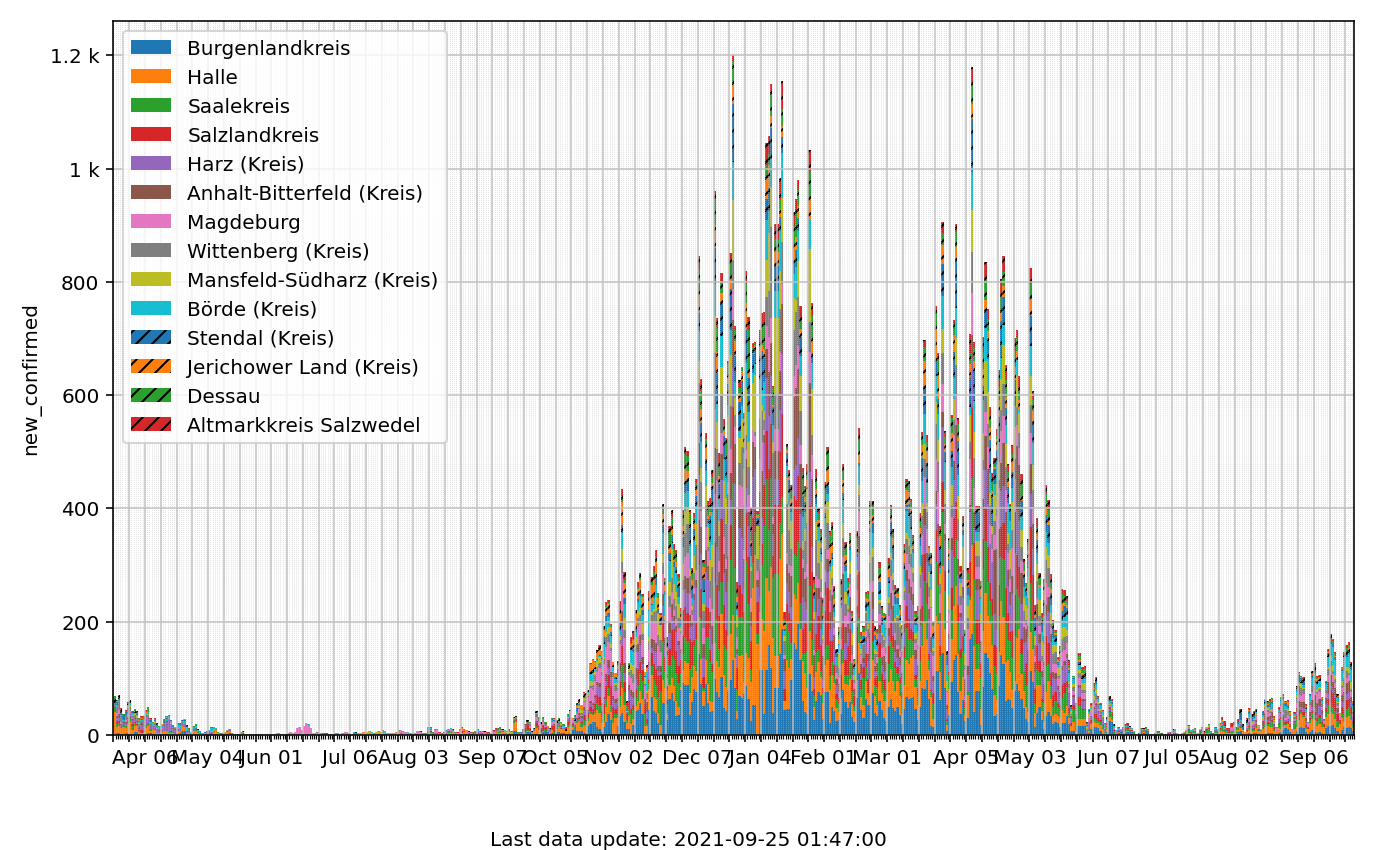 1.2 k
1 k
800
600
400
200
0
new_confirmed
Burgenlandkreis
Halle
Saalekreis
Salzlandkreis
Harz (Kreis)
Anhalt-Bitterfeld (Kreis)
Magdeburg
Wittenberg (Kreis)
Mansfeld-Südharz (Kreis)
Börde (Kreis)
Stendal (Kreis)
Jerichower Land (Kreis)
Dessau
Altmarkkreis Salzwedel
Apr 06 May 04 Jun 01 Jul 06 Aug 03 Sep 07 Oct 05 Nov 02 Dec 07 Jan 04 Feb 01 Mar 01 Apr 05 May 03 Jun 07 Jul 05 Aug 02 Sep 06
Last data update: 2021-09-25 01:47:00